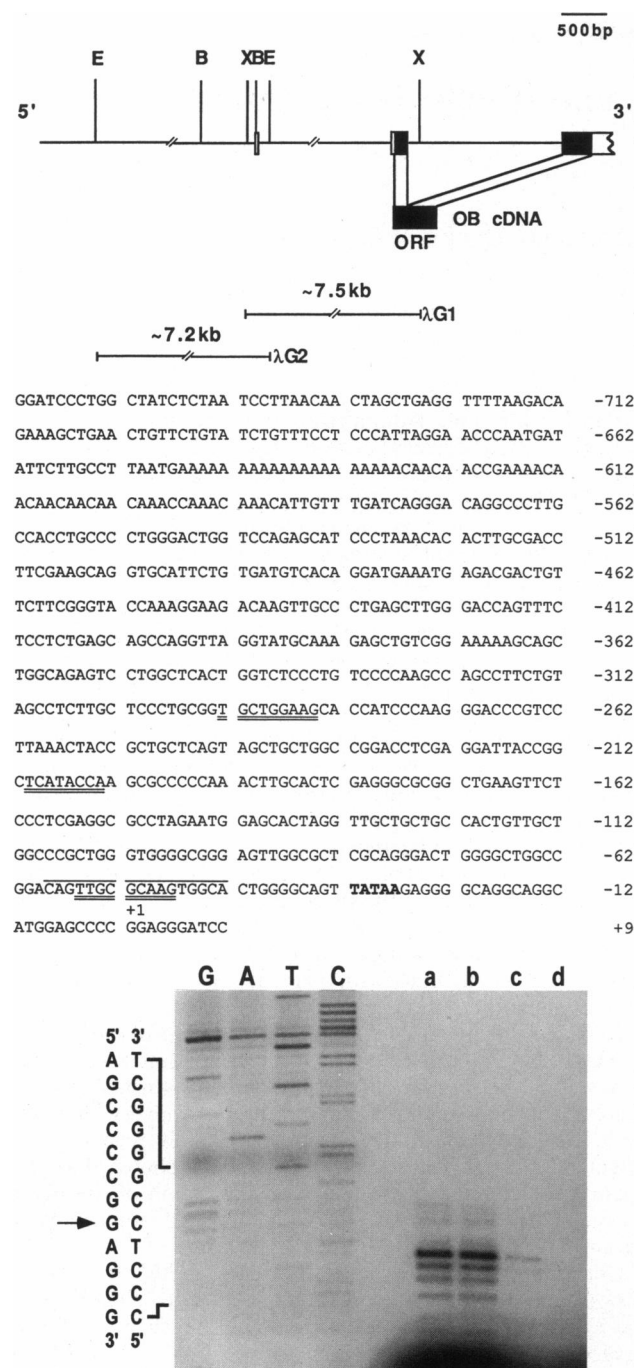 500bp
E B XBE X
5' 3'
OB cDNA
ORF
~7.5kb
λG1
~7.2kb
λG2
GGATCCCTGG CTATCTCTAA TCCTTAACAA CTAGCTGAGG TTTTAAGACA -712
GAAAGCTGAA CTGTTCTGTA TCTGTTTCCT CCCATTAGGA ACCCAATGAT -662
ATTCTTGCCT TAATGAAAAA AAAAAAAAAA AAAAACAACA ACCGAAAACA -612
ACAACAACAA CAAACCAAAC AAACATTGTT TGATCAGGGA CAGGCCCTTG -562
CCACCTGCCC CTGGGACTGG TCCAGAGCAT CCCTAAACAC ACTTGCGACC -512
TTCGAAGCAG GTGCATTCTG TGATGTCACA GGATGAAATG AGACGACTGT -462
TCTTCGGGTA CCAAAGGAAG ACAAGTTGCC CTGAGCTTGG GACCAGTTTC -412
TCCTCTGAGC AGCCAGGTTA GGTATGCAAA GAGCTGTCGG AAAAAGCAGC -362
TGGCAGAGTC CTGGCTCACT GGTCTCCCTG TCCCCAAGCC AGCCTTCTGT -312
AGCCTCTTGC TCCCTGCGGT GCTGGAAGCA CCATCCCAAG GGACCCGTCC -262
TTAAACTACC GCTGCTCAGT AGCTGCTGGC CGGACCTCGA GGATTACCGG -212
CTCATACCAA GCGCCCCCAA ACTTGCACTC GAGGGCGCGG CTGAAGTTCT -162
CCCTCGAGGC GCCTAGAATG GAGCACTAGG TTGCTGCTGC CACTGTTGCT -112
GGCCCGCTGG GTGGGGCGGG AGTTGGCGCT CGCAGGGACT GGGGCTGGCC -62
GGACAGTTGC GCAAGTGGCA CTGGGGCAGT TATAAGAGGG GCAGGCAGGC -12
+1
ATGGAGCCCC GGAGGGATCC +9
G A T C a b c d
5' 3'
A T
G C
C G
C G
C G
C G
G C
G C
A T
G C
G C
G C
3' 5'